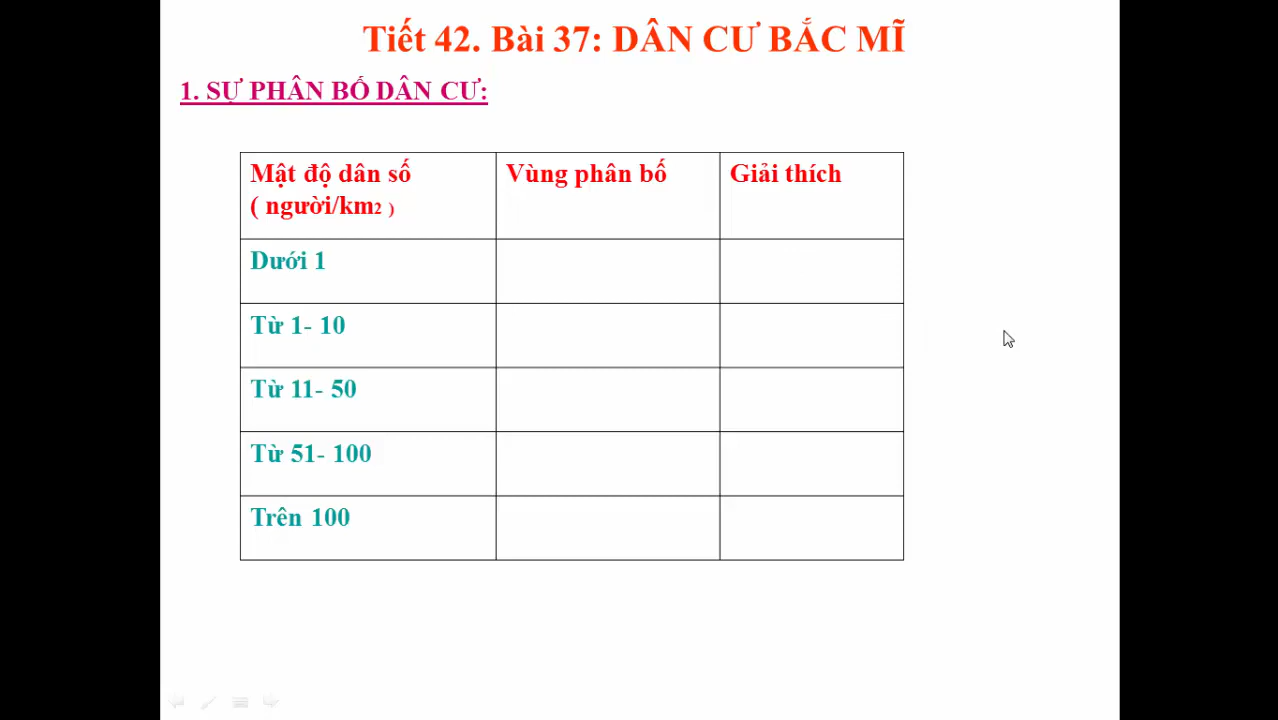 Tiết 42. Bài 37: DÂN CƯ BẮC MĨ
1. SỰ PHÂN BỐ DÂN CƯ:
Mật độ dân số
( người/km2 )
Vùng phân bố
Giải thích
Dưới 1
Từ 1- 10
Từ 11- 50
Từ 51- 100
Trên 100